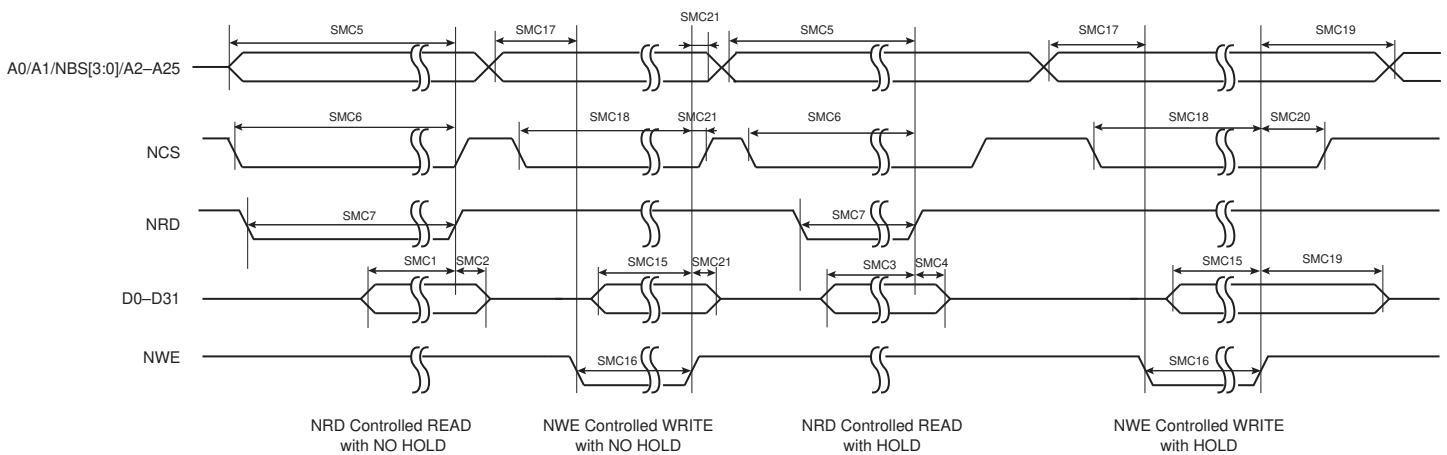 SMC21
SMC5 SMC17 SMC5 SMC17 SMC19
A0/A1/NBS[3:0]/A2–A25
SMC6 SMC18 SMC21 SMC6 SMC18 SMC20
NCS
SMC7 SMC7
NRD
SMC1 SMC2 SMC15 SMC21 SMC3 SMC4 SMC15 SMC19
D0–D31
NWE
SMC16 SMC16
NRD Controlled READ
with NO HOLD
NWE Controlled WRITE
with NO HOLD
NRD Controlled READ
with HOLD
NWE Controlled WRITE
with HOLD